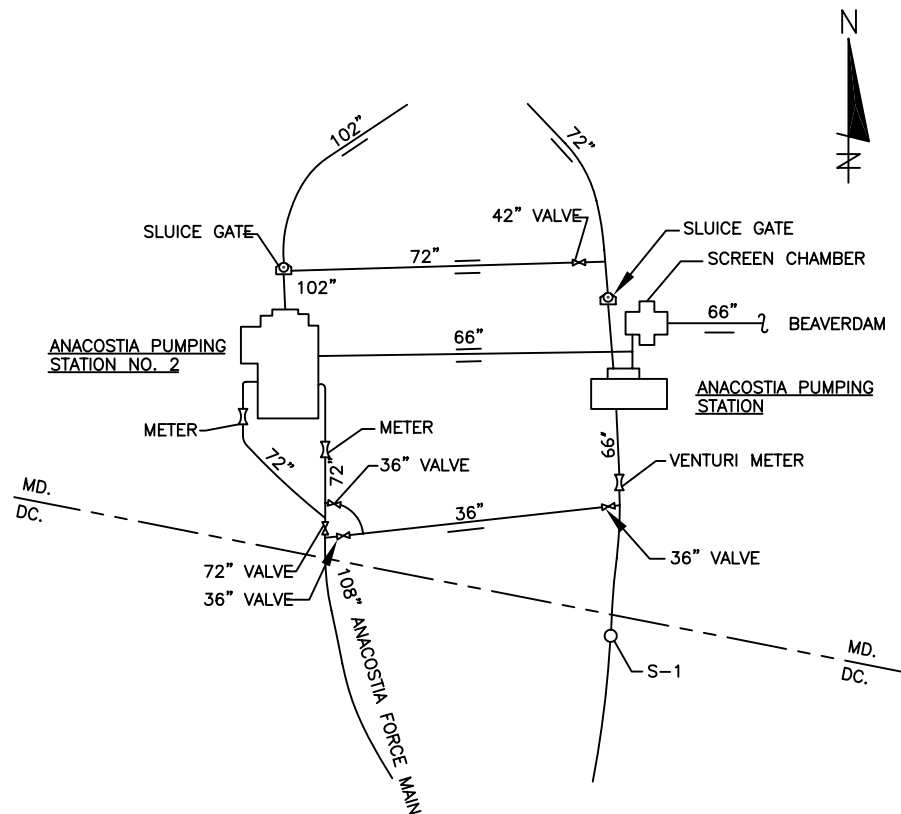 N
102"
72"
42" VALVE
SLUICE GATE
SLUICE GATE
72"
SCREEN CHAMBER
102"
66"
BEAVERDAM
66"
ANACOSTIA PUMPING
STATION NO. 2
ANACOSTIA PUMPING
STATION
METER
METER
66"
72"
72"
36" VALVE
VENTURI METER
MD.
DC.
36"
72" VALVE
36" VALVE
36" VALVE
108" ANACOSTIA FORCE MAIN
MD.
DC.
S-1